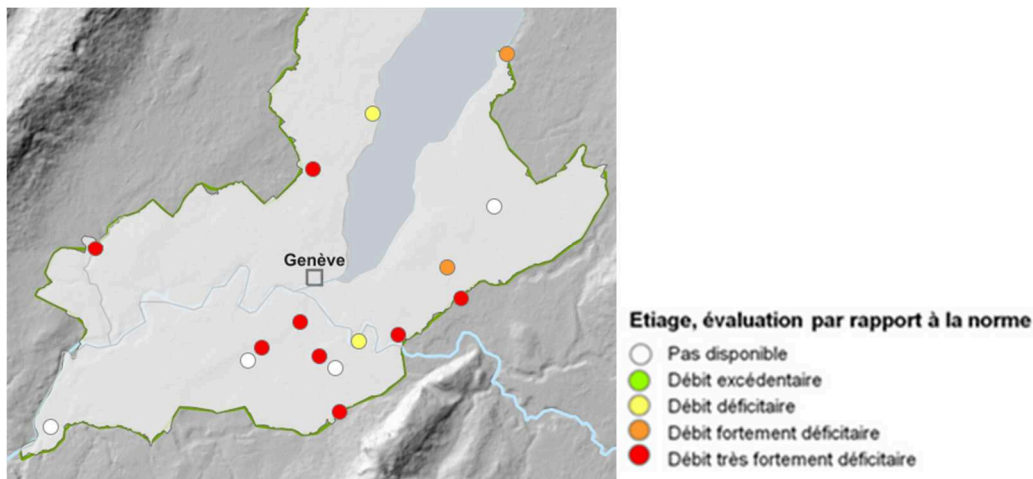 Genève
Etiage, évaluation par rapport à la norme
Pas disponible
Débit excédentaire
Débit déficitaire
Débit fortement déficitaire
Débit très fortement déficitaire